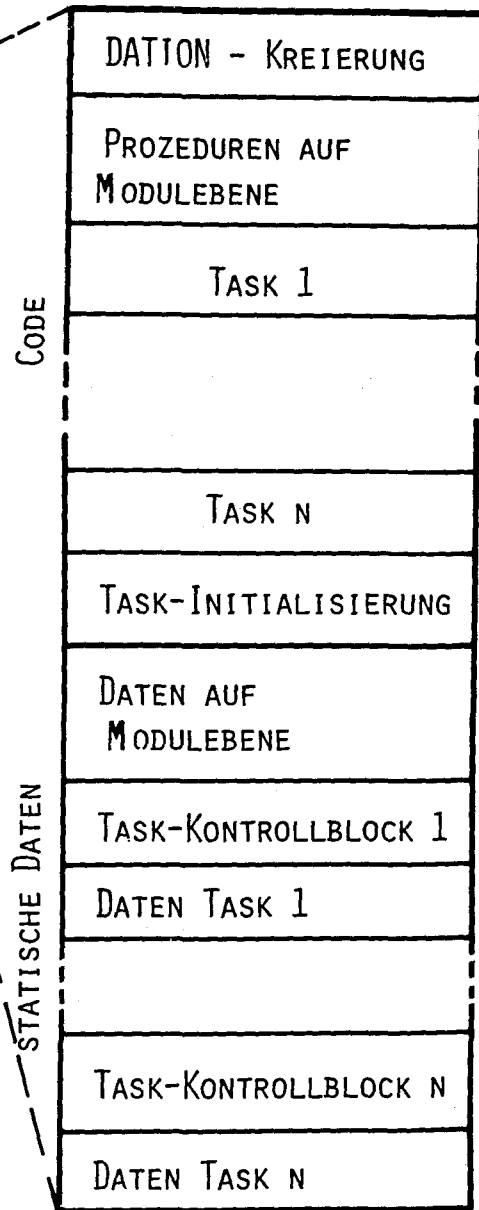 DATION - KREIERUNG
PROZEDUREN AUF
MODULEBENE
TASK 1
CODE
TASK N
TASK-INITIALISIERUNG
DATEN AUF
MODULEBENE
STATISCHE DATEN
TASK-KONTROLLBLOCK 1
DATEN TASK 1
TASK-KONTROLLBLOCK N
DATEN TASK N